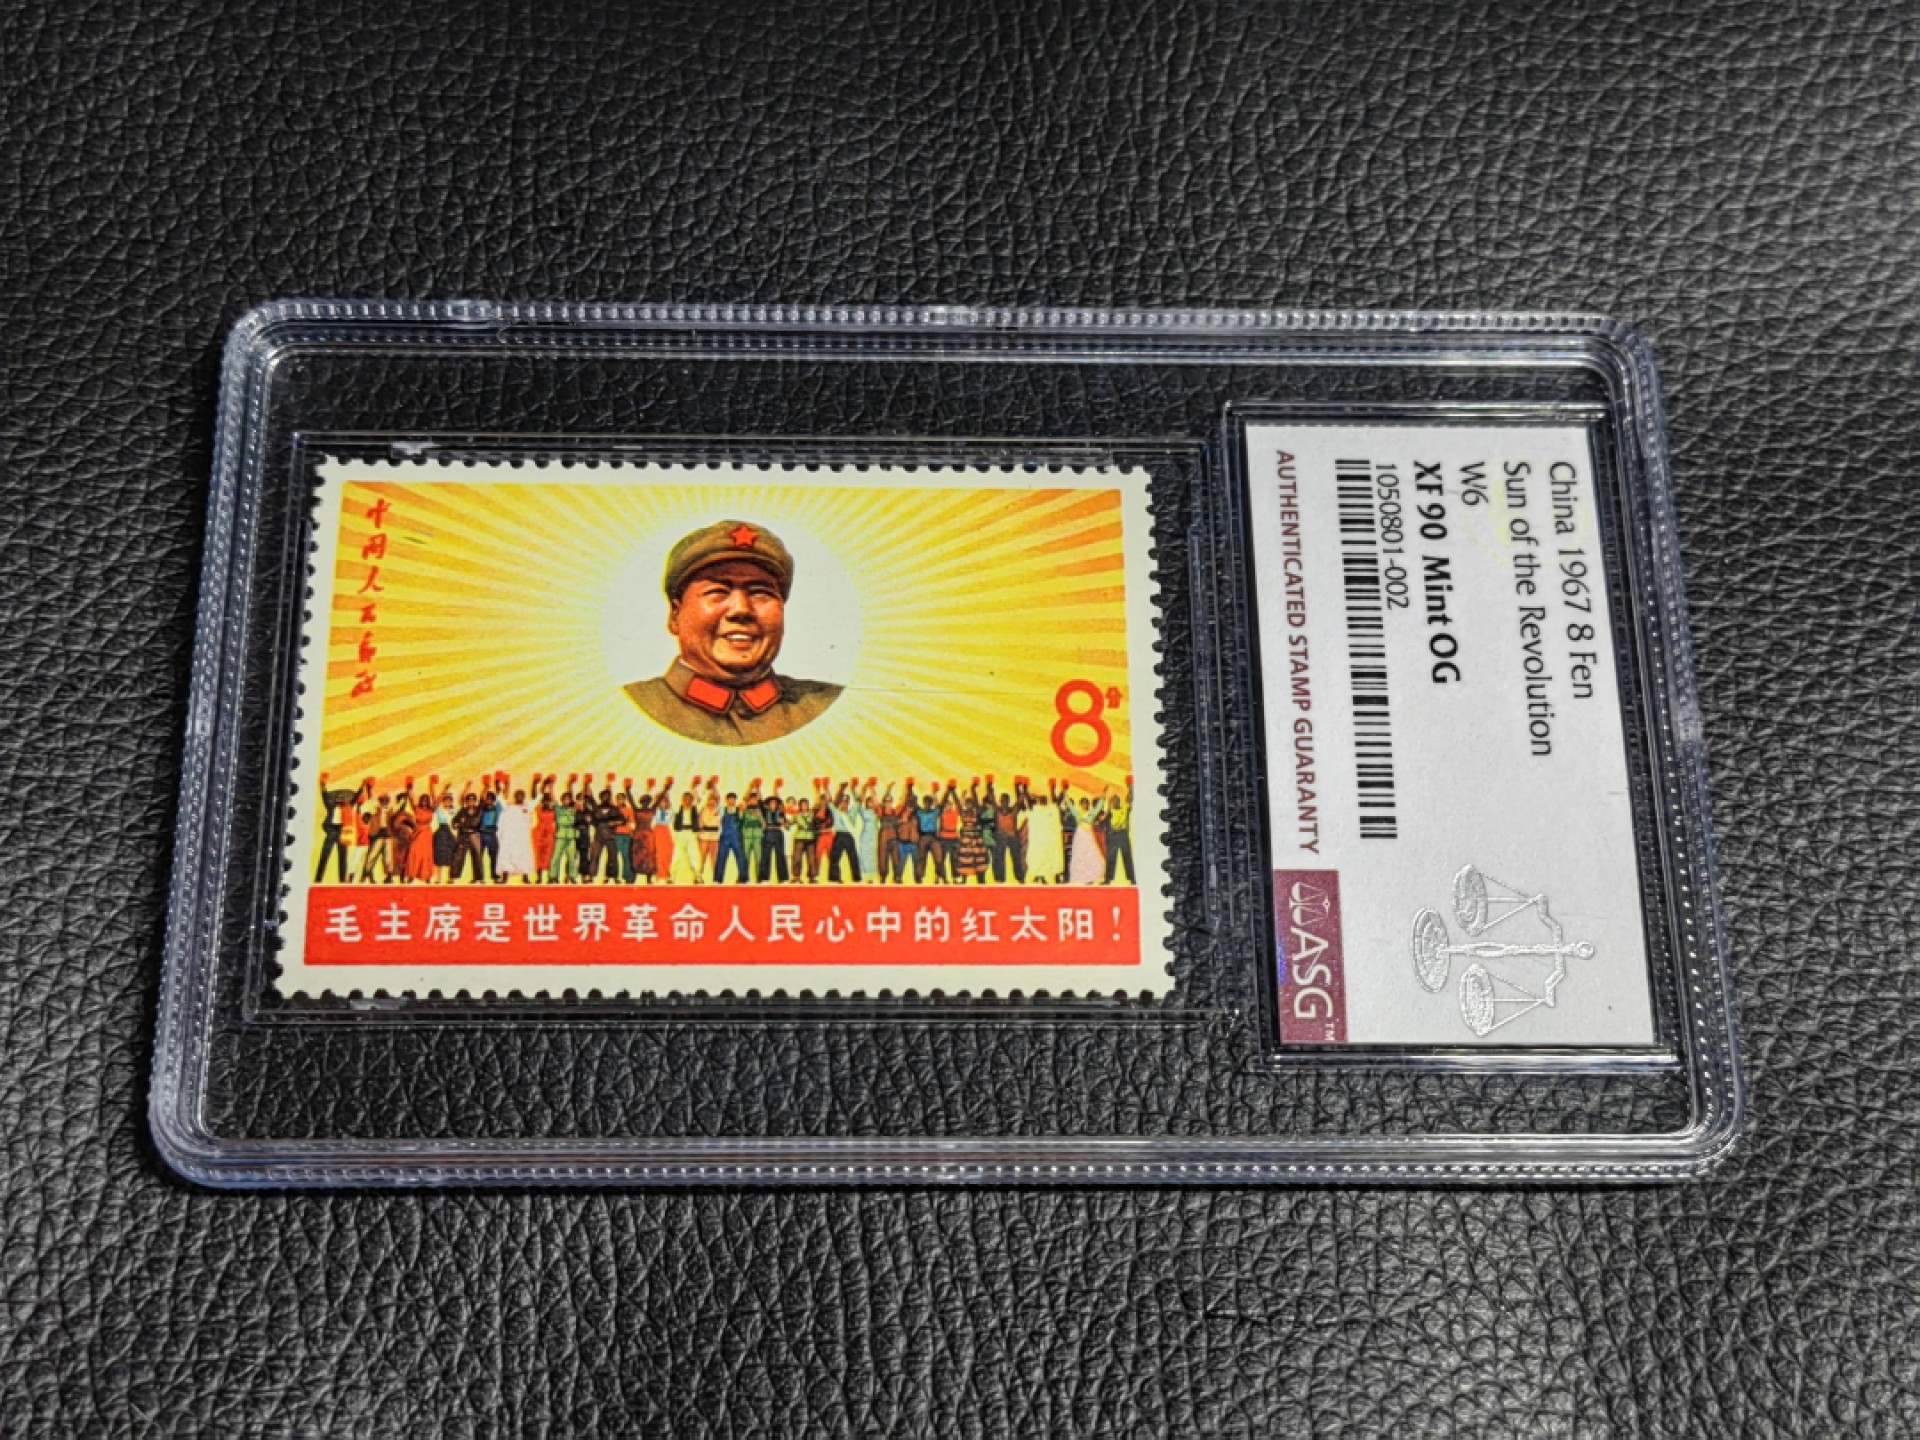 中国人民邮政
8分
毛主席是世界革命人民心中的红太阳！
China 1967 8 Fen
Sun of the Revolution
W6
XF 90 Mint OG
1050801-002
AUTHENTICATED STAMP GUARANTY
ASG™